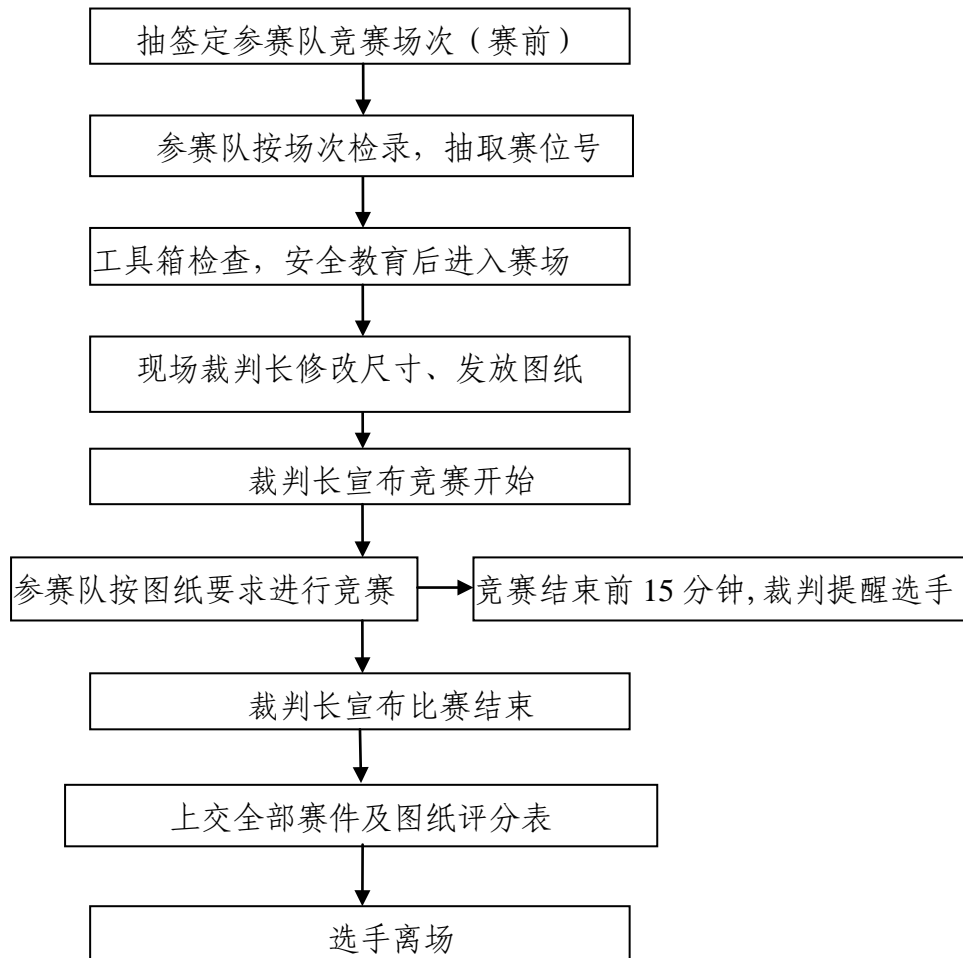 抽签定参赛队竞赛场次（赛前）
参赛队按场次检录，抽取赛位号
工具箱检查，安全教育后进入赛场
现场裁判长修改尺寸、发放图纸
裁判长宣布竞赛开始
参赛队按图纸要求进行竞赛
竞赛结束前 15 分钟，裁判提醒选手
裁判长宣布比赛结束
上交全部赛件及图纸评分表
选手离场